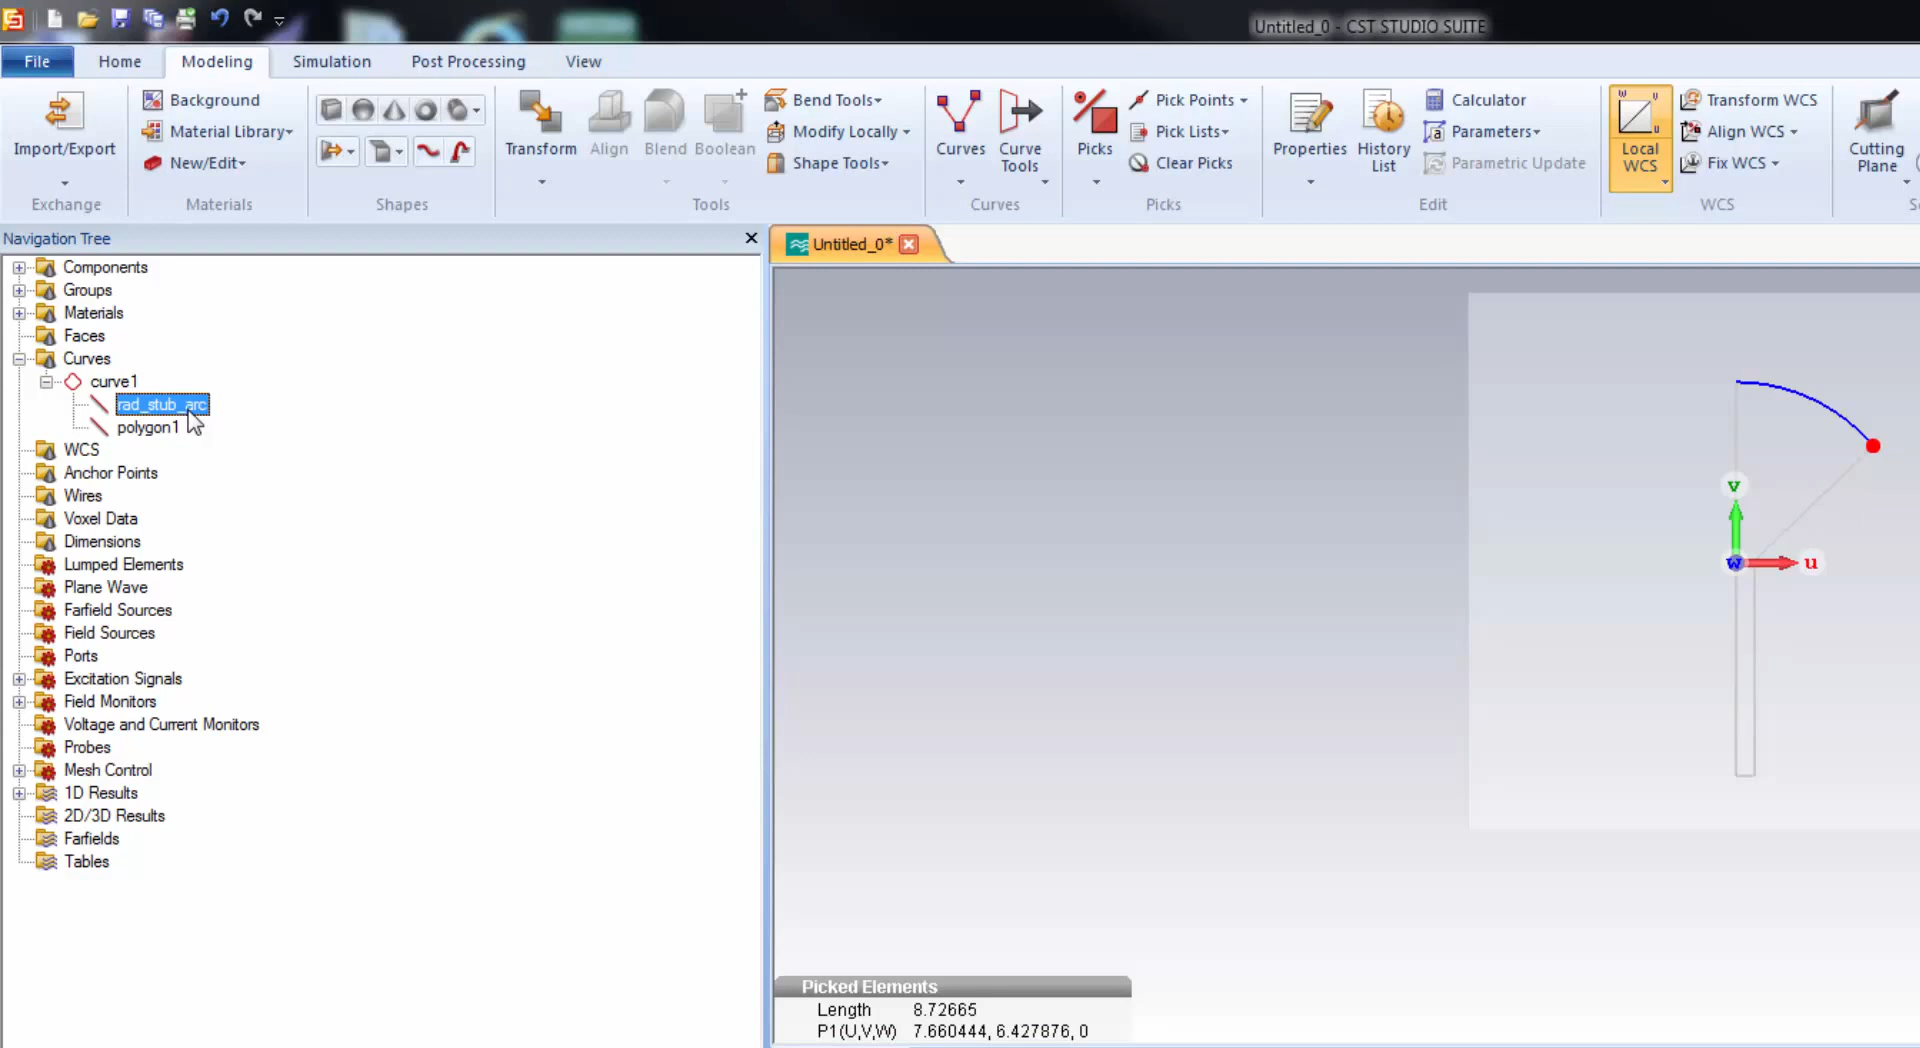 Untitled_0 - CST STUDIO SUITE
File Home Modeling Simulation Post Processing View
Import/Export
Exchange
Background
Material Library
New/Edit
Materials
Shapes
Transform Align Blend Boolean
Bend Tools
Modify Locally
Shape Tools
Tools
Curves Curve Tools
Curves
Picks
Pick Points
Pick Lists
Clear Picks
Picks
Properties History List
Calculator
Parameters
Parametric Update
Edit
Local WCS
Transform WCS
Align WCS
Fix WCS
WCS
Cutting Plane
Navigation Tree
Untitled_0*
Components
Groups
Materials
Faces
Curves
curve1
rad_stub_arc
polygon1
WCS
Anchor Points
Wires
Voxel Data
Dimensions
Lumped Elements
Plane Wave
Farfield Sources
Field Sources
Ports
Excitation Signals
Field Monitors
Voltage and Current Monitors
Probes
Mesh Control
1D Results
2D/3D Results
Farfields
Tables
v
w u
Picked Elements
Length 8.72665
P1(U,V,W) 7.660444, 6.427876, 0